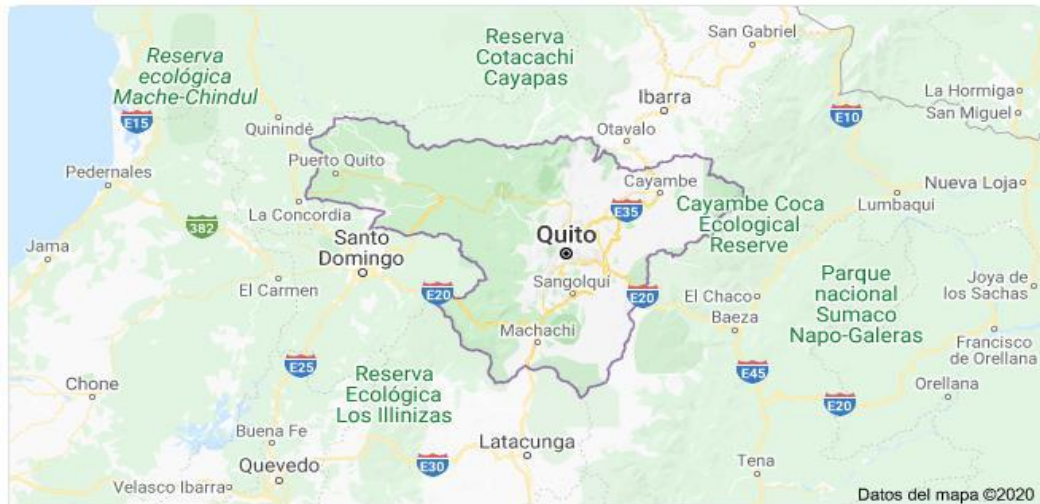 San Gabriel
Reserva
ecológica
Mache-Chindul
Reserva
Cotacachi
Cayapas
La Hormiga
San Miguel
Ibarra
E15
E10
Quinindé
Otavalo
Puerto Quito
Pedernales
Cayambe
Nueva Loja
Lumbaqui
La Concordia
E35
Cayambe Coca
Ecological
Reserve
382
Jama
Santo
Domingo
Quito
El Carmen
E20
Sangolquí
E20
El Chaco
Baeza
Parque
nacional
Sumaco
Napo-Galeras
Joya de
los Sachas
Machachi
Francisco
de Orellana
E25
Chone
Reserva
Ecológica
Los Illinizas
E45
Orellana
E20
Buena Fe
Latacunga
Quevedo
E30
Tena
Velasco Ibarra
Datos del mapa ©2020